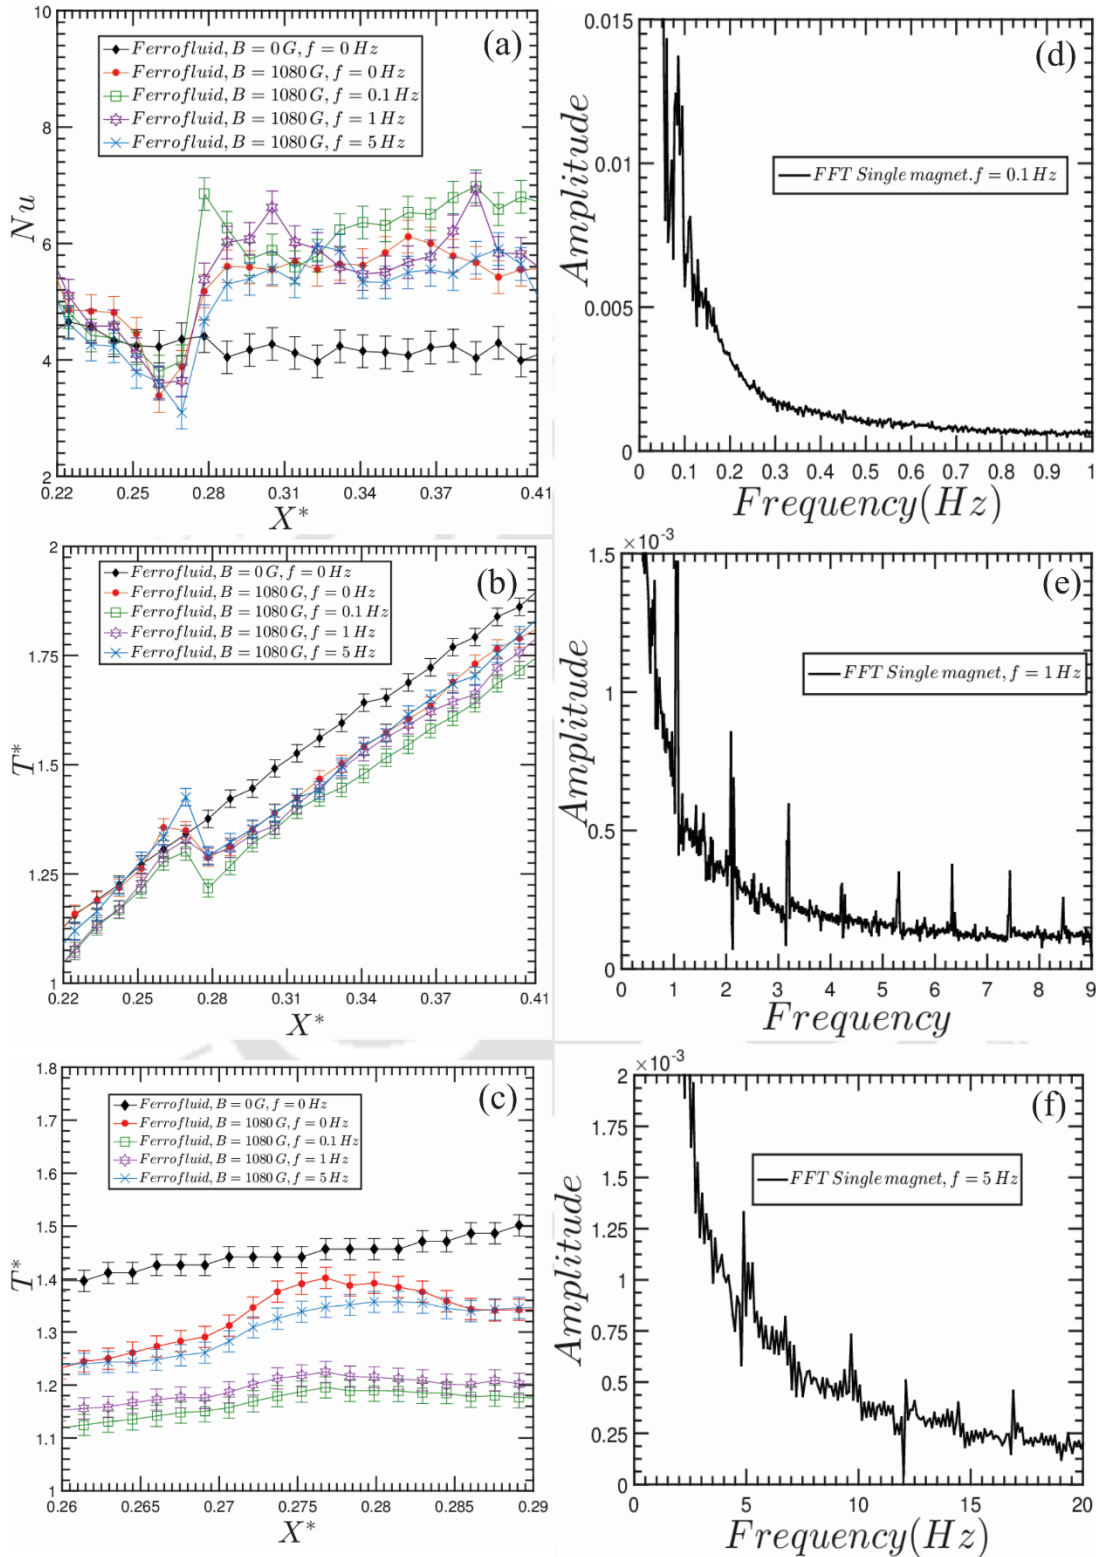 (a)
Ferrofluid, B = 0 G, f = 0 Hz
Ferrofluid, B = 1080 G, f = 0 Hz
Ferrofluid, B = 1080 G, f = 0.1 Hz
Ferrofluid, B = 1080 G, f = 1 Hz
Ferrofluid, B = 1080 G, f = 5 Hz
10
8
6
4
2
Nu
0.22 0.25 0.28 0.31 0.34 0.37 0.41
X*
(d)
FFT Single magnet. f = 0.1 Hz
0.015
0.01
0.005
0
Amplitude
0 0.1 0.2 0.3 0.4 0.5 0.6 0.7 0.8 0.9 1
Frequency(Hz)
(b)
Ferrofluid, B = 0 G, f = 0 Hz
Ferrofluid, B = 1080 G, f = 0 Hz
Ferrofluid, B = 1080 G, f = 0.1 Hz
Ferrofluid, B = 1080 G, f = 1 Hz
Ferrofluid, B = 1080 G, f = 5 Hz
2
1.75
1.5
1.25
1
T*
0.22 0.25 0.28 0.31 0.34 0.37 0.41
X*
×10⁻³
(e)
FFT Single magnet, f = 1 Hz
1.5
1
0.5
0
Amplitude
0 1 2 3 4 5 6 7 8 9
Frequency
(c)
Ferrofluid, B = 0 G, f = 0 Hz
Ferrofluid, B = 1080 G, f = 0 Hz
Ferrofluid, B = 1080 G, f = 0.1 Hz
Ferrofluid, B = 1080 G, f = 1 Hz
Ferrofluid, B = 1080 G, f = 5 Hz
1.8
1.7
1.6
1.5
1.4
1.3
1.2
1.1
1
T*
0.26 0.265 0.27 0.275 0.28 0.285 0.29
X*
×10⁻³
(f)
FFT Single magnet, f = 5 Hz
2
1.75
1.5
1.25
1
0.75
0.5
0.25
0
Amplitude
5 10 15 20
Frequency(Hz)